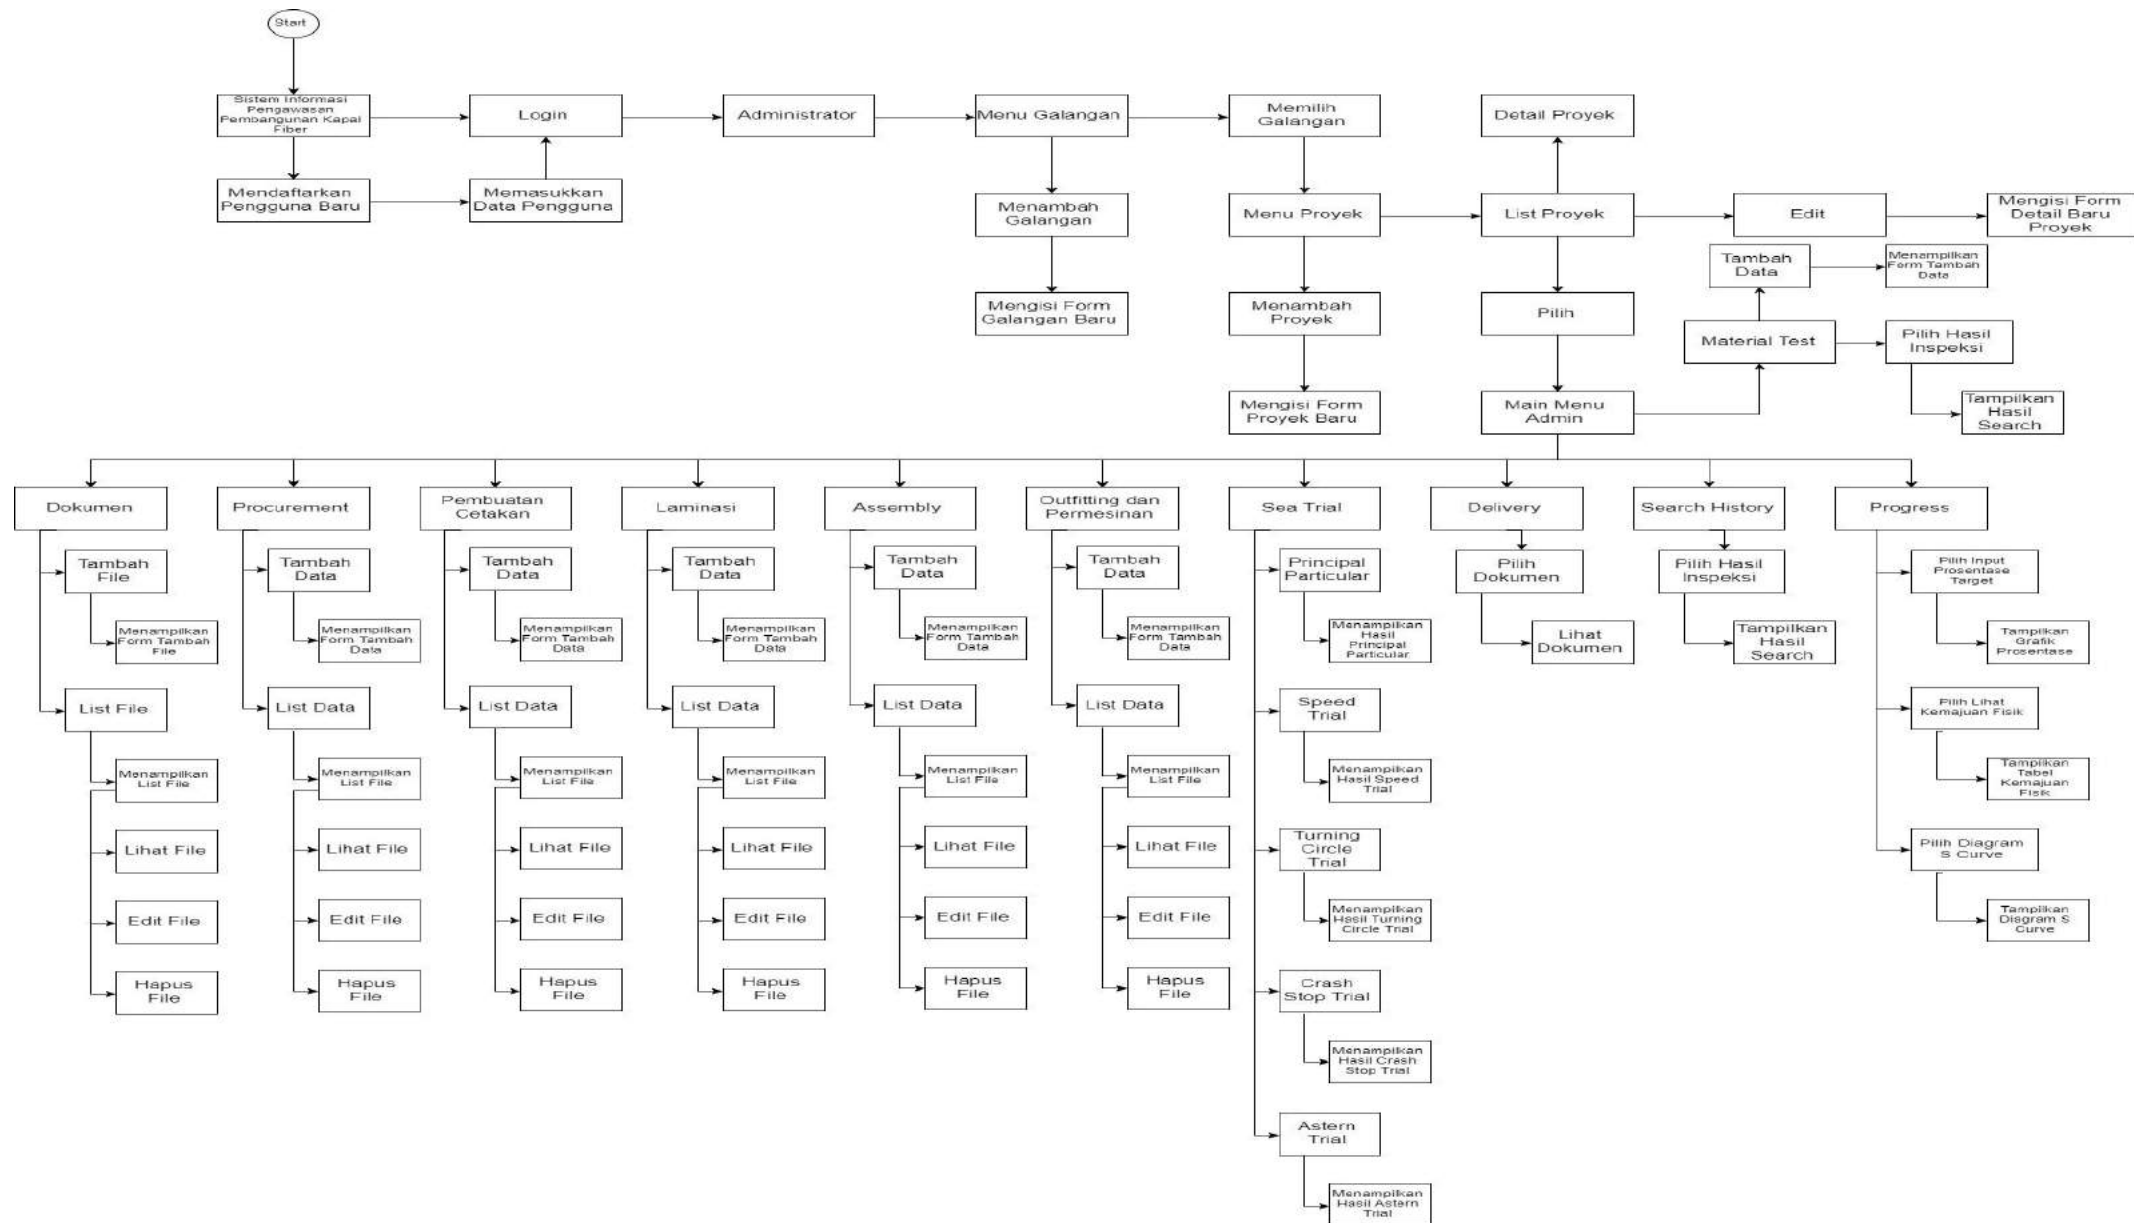 Start
Sistem Informasi
Pengawasan
Pembangunan Kapal
Fiber
Login
Administrator
Menu Galangan
Memilih
Galangan
Detail Proyek
Mendaftarkan
Pengguna Baru
Memasukkan
Data Pengguna
Menambah
Galangan
Menu Proyek
List Proyek
Edit
Mengisi Form
Detail Baru
Proyek
Tambah
Data
Menampilkan
Form Tambah
Data
Mengisi Form
Galangan Baru
Menambah
Proyek
Pilih
Material Test
Pilih Hasil
Inspeksi
Mengisi Form
Proyek Baru
Main Menu
Admin
Tampilkan
Hasil
Search
Dokumen
Tambah
File
Menampilkan
Form Tambah
File
List File
Menampilkan
List File
Lihat File
Edit File
Hapus
File
Procurement
Tambah
Data
Menampilkan
Form Tambah
Data
List Data
Menampilkan
List File
Lihat File
Edit File
Hapus
File
Pembuatan
Cetakan
Tambah
Data
Menampilkan
Form Tambah
Data
List Data
Menampilkan
List File
Lihat File
Edit File
Hapus
File
Laminasi
Tambah
Data
Menampilkan
Form Tambah
Data
List Data
Menampilkan
List File
Lihat File
Edit File
Hapus
File
Assembly
Tambah
Data
Menampilkan
Form Tambah
Data
List Data
Menampilkan
List File
Lihat File
Edit File
Hapus
File
Outfitting dan
Permesinan
Tambah
Data
Menampilkan
Form Tambah
Data
List Data
Menampilkan
List File
Lihat File
Edit File
Hapus
File
Sea Trial
Principal
Particular
Menampilkan
Hasil
Principal
Particular
Speed
Trial
Menampilkan
Hasil Speed
Trial
Turning
Circle
Trial
Menampilkan
Hasil Turning
Circle Trial
Crash
Stop Trial
Menampilkan
Hasil Crash
Stop Trial
Astern
Trial
Menampilkan
Hasil Astern
Trial
Delivery
Pilih
Dokumen
Lihat
Dokumen
Search History
Pilih Hasil
Inspeksi
Tampilkan
Hasil
Search
Progress
Pilih Input
Prosentase
Target
Tampilkan
Grafik
Prosentase
Pilih Lihat
Kemajuan Fisik
Tampilkan
Tabel
Kemajuan
Fisik
Pilih Diagram
S Curve
Tampilkan
Diagram S
Curve